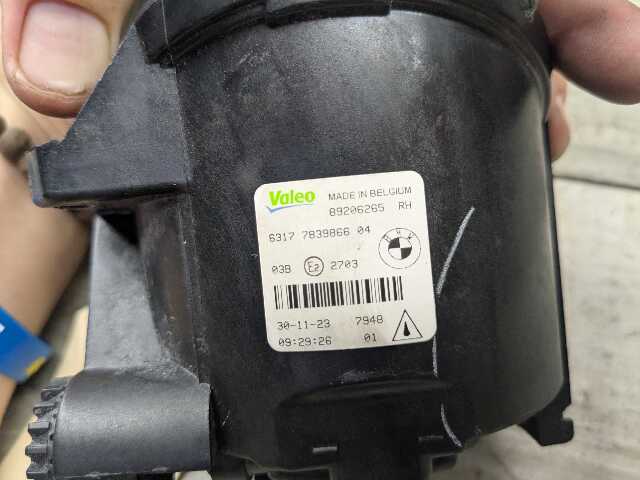 Valeo MADE IN BELGIUM
89206265 RH
6317 7839866 04
BMW
03B E2 2703
30-11-23 7948
09:29:26 01